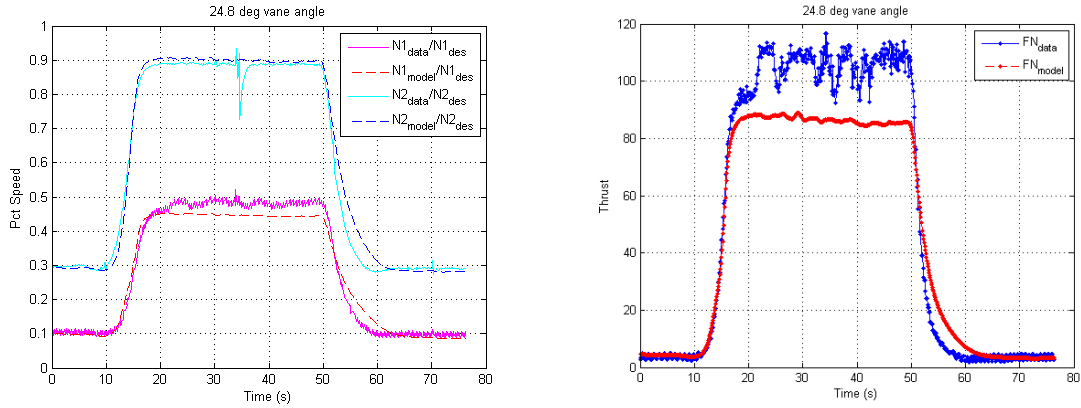 24.8 deg vane angle
1
0.9
0.8
0.7
0.6
0.5
0.4
0.3
0.2
0.1
0
Pct Speed
0 10 20 30 40 50 60 70 80
Time (s)
N1data/N1des
N1model/N1des
N2data/N2des
N2model/N2des
24.8 deg vane angle
120
100
80
60
40
20
0
Thrust
0 10 20 30 40 50 60 70 80
Time (s)
FNdata
FNmodel